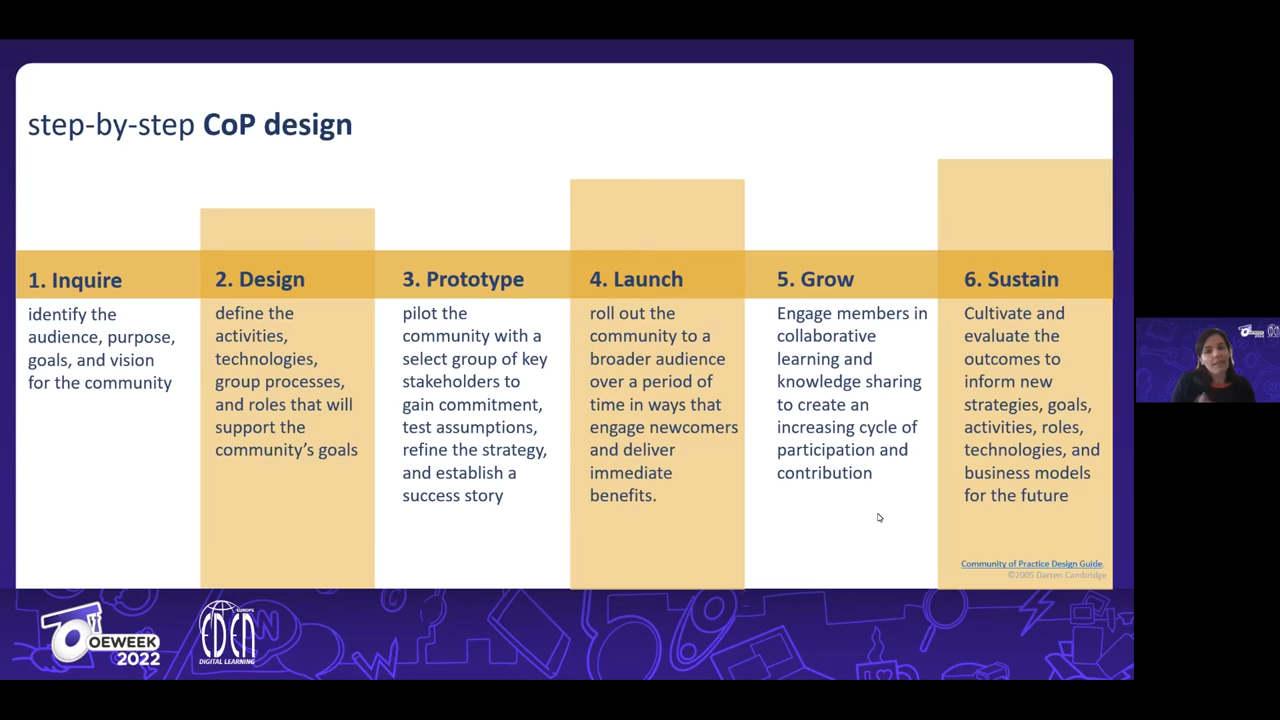 step-by-step CoP design
1. Inquire
identify the
audience, purpose,
goals, and vision
for the community
2. Design
define the
activities,
technologies,
group processes,
and roles that will
support the
community's goals
3. Prototype
pilot the
community with a
select group of key
stakeholders to
gain commitment,
test assumptions,
refine the strategy,
and establish a
success story
4. Launch
roll out the
community to a
broader audience
over a period of
time in ways that
engage newcomers
and deliver
immediate
benefits.
5. Grow
Engage members in
collaborative
learning and
knowledge sharing
to create an
increasing cycle of
participation and
contribution
6. Sustain
Cultivate and
evaluate the
outcomes to
inform new
strategies, goals,
activities, roles,
technologies, and
business models
for the future
Community of Practice Design Guide.
©2005 Darren Cambridge
OEWEEK
2022
EUROPE
EDEN
DIGITAL LEARNING